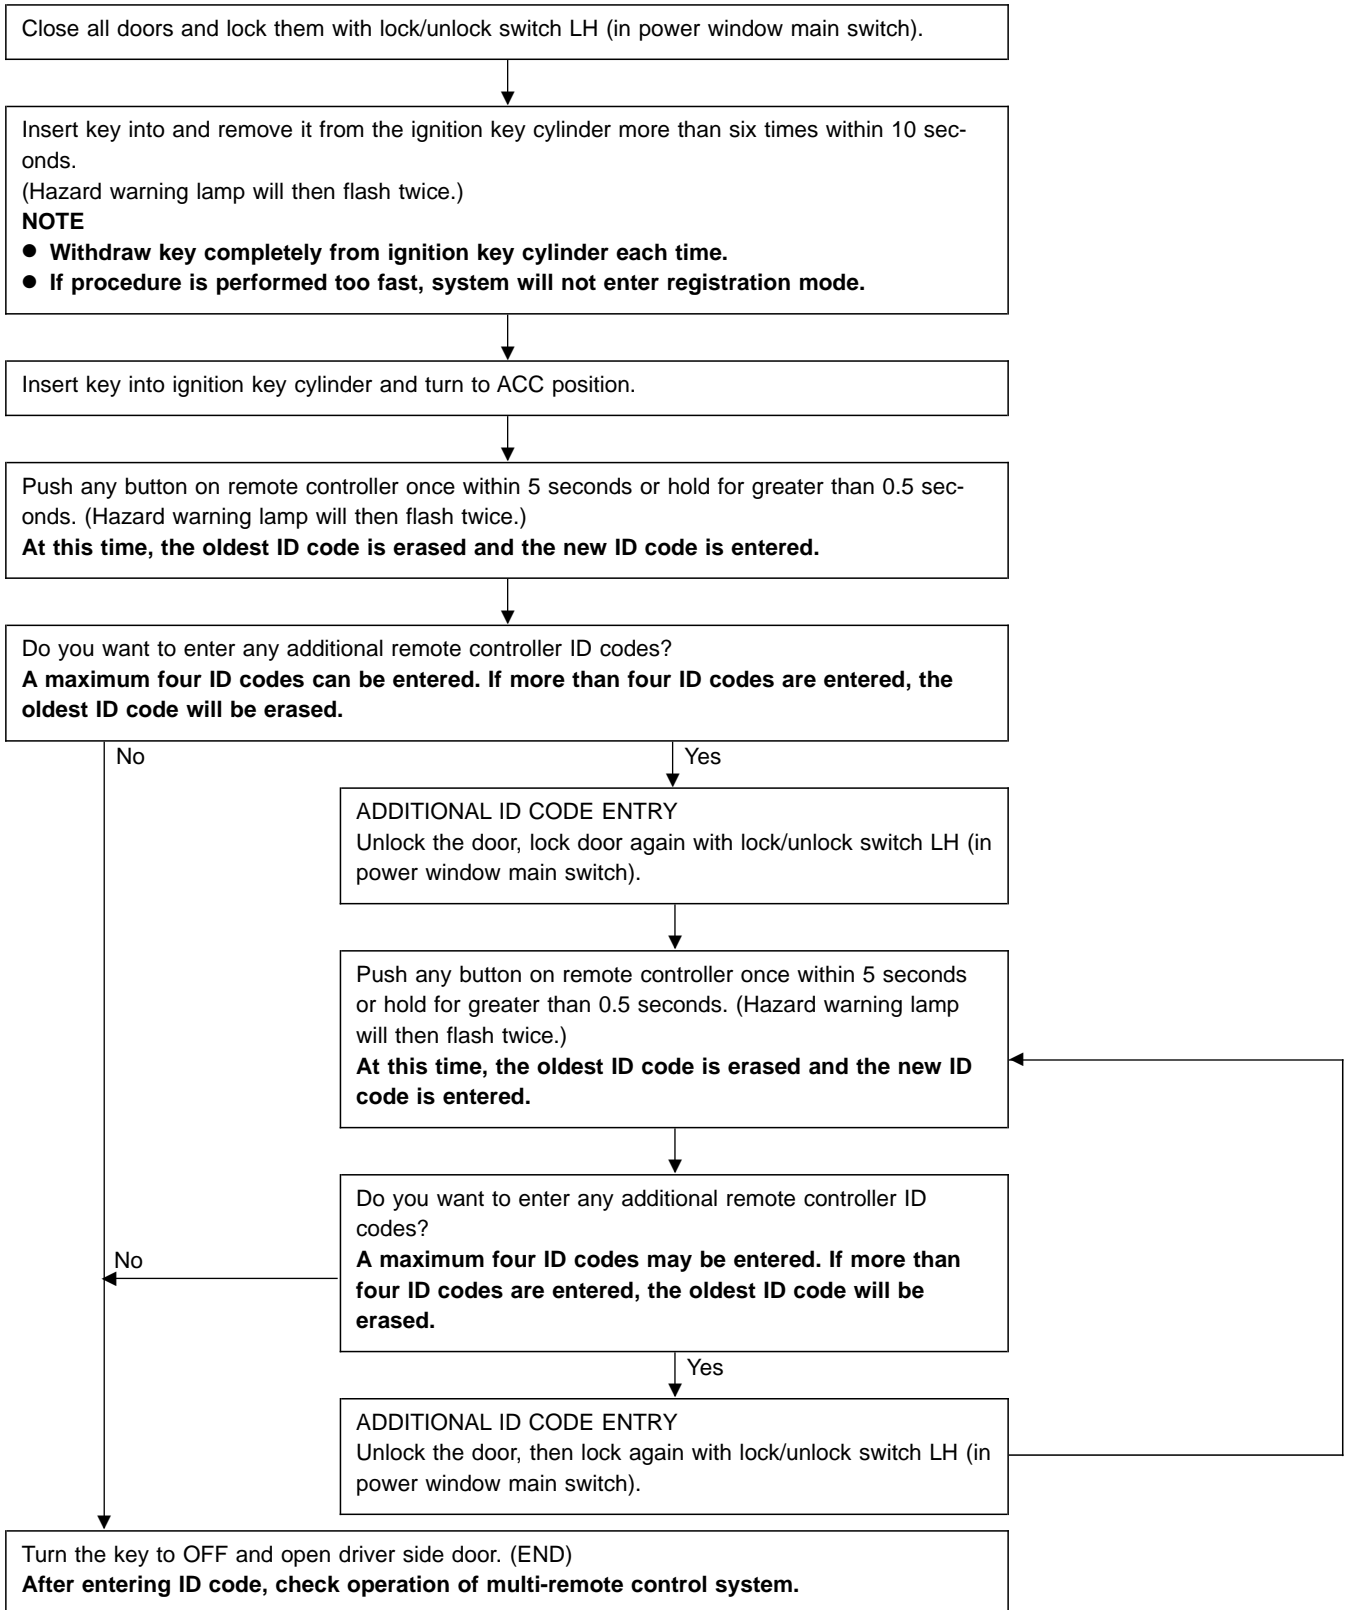 Close all doors and lock them with lock/unlock switch LH (in power window main switch).
Insert key into and remove it from the ignition key cylinder more than six times within 10 sec-
onds.
(Hazard warning lamp will then flash twice.)
NOTE
● Withdraw key completely from ignition key cylinder each time.
● If procedure is performed too fast, system will not enter registration mode.
Insert key into ignition key cylinder and turn to ACC position.
Push any button on remote controller once within 5 seconds or hold for greater than 0.5 sec-
onds. (Hazard warning lamp will then flash twice.)
At this time, the oldest ID code is erased and the new ID code is entered.
Do you want to enter any additional remote controller ID codes?
A maximum four ID codes can be entered. If more than four ID codes are entered, the
oldest ID code will be erased.
No
Yes
ADDITIONAL ID CODE ENTRY
Unlock the door, lock door again with lock/unlock switch LH (in
power window main switch).
Push any button on remote controller once within 5 seconds
or hold for greater than 0.5 seconds. (Hazard warning lamp
will then flash twice.)
At this time, the oldest ID code is erased and the new ID
code is entered.
Do you want to enter any additional remote controller ID
codes?
A maximum four ID codes may be entered. If more than
four ID codes are entered, the oldest ID code will be
erased.
No
Yes
ADDITIONAL ID CODE ENTRY
Unlock the door, then lock again with lock/unlock switch LH (in
power window main switch).
Turn the key to OFF and open driver side door. (END)
After entering ID code, check operation of multi-remote control system.